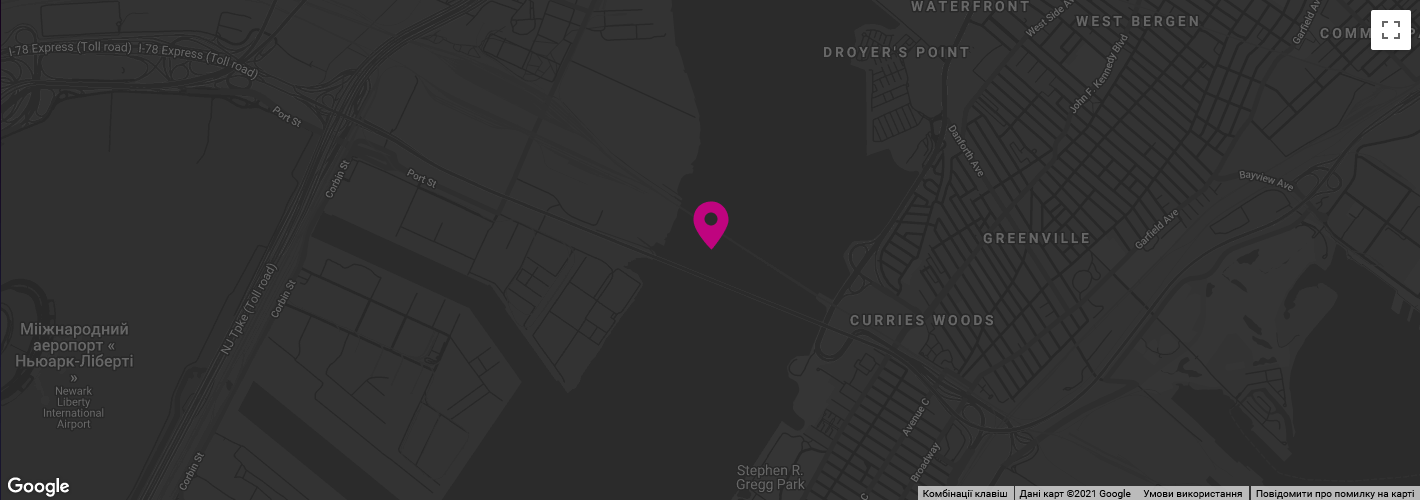 WATERFRONT
West Side Ave
WEST BERGEN
Garfield Ave
I-78 Express (Toll road)
I-78 Express (Toll road)
DROYER'S POINT
John F. Kennedy Blvd
Port St
Danforth Ave
Corbin St
Port St
Bayview Ave
Garfield Ave
GREENVILLE
NJ Tpke (Toll road)
Corbin St
CURRIES WOODS
Міжнародний
аеропорт «
Ньюарк-Ліберті
»
Newark
Liberty
International
Airport
Avenue C
Broadway
Corbin St
Stephen R.
Gregg Park
Google
Комбінації клавіш
Дані карт ©2021 Google
Умови використання
Повідомити про помилку на карті